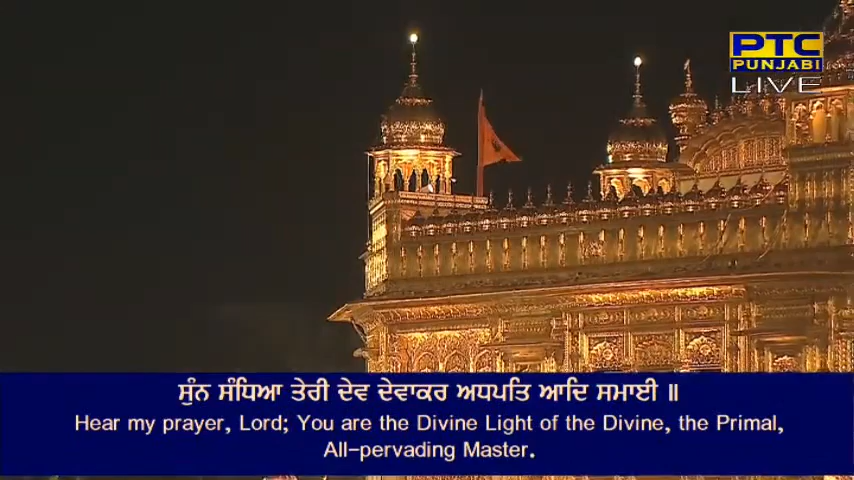 PTC
PUNJABI
LIVE
ਸੁੰਨ ਸੰਧਿਆ ਤੇਰੀ ਦੇਵ ਦੇਵਾਕਰ ਅਧਪਤਿ ਆਦਿ ਸਮਾਈ ॥
Hear my prayer, Lord; You are the Divine Light of the Divine, the Primal,
All-pervading Master.